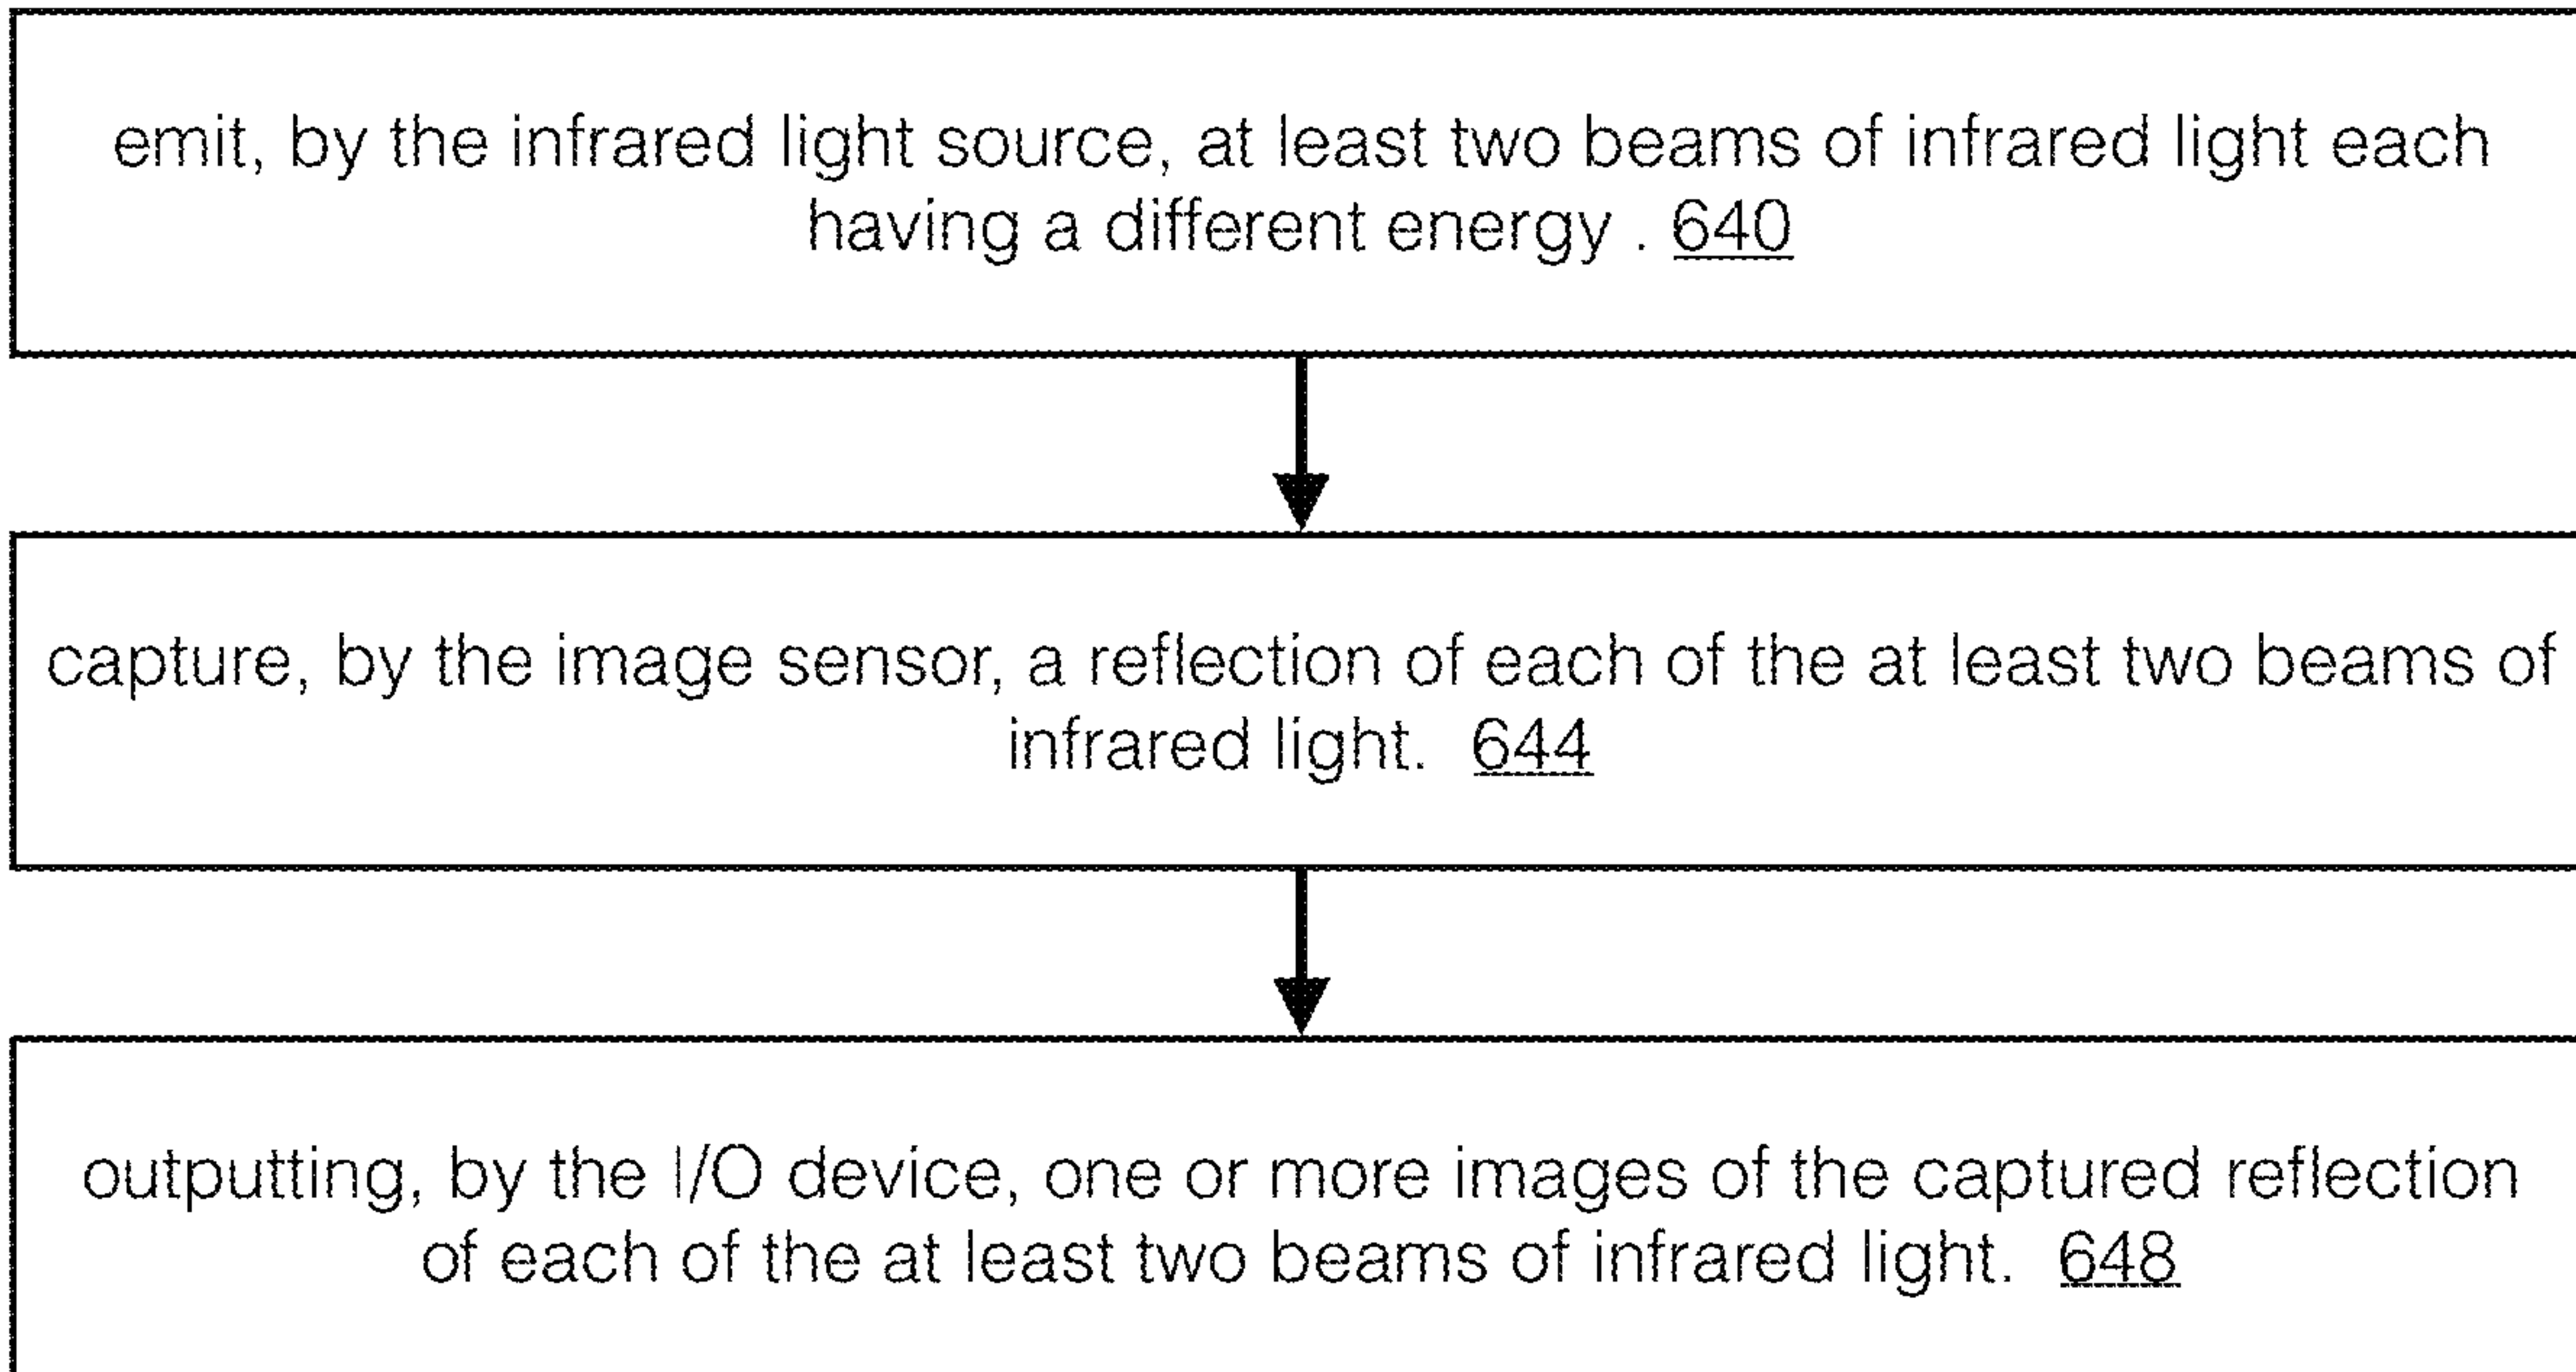 emit, by the infrared light source, at least two beams of infrared light each
having a different energy . 640
capture, by the image sensor, a reflection of each of the at least two beams of
infrared light. 644
outputting, by the I/O device, one or more images of the captured reflection
of each of the at least two beams of infrared light. 648